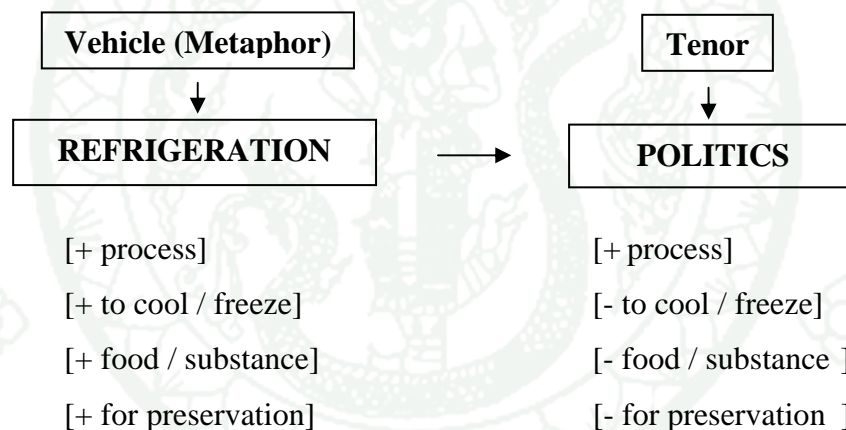 Vehicle (Metaphor) Tenor
REFRIGERATION POLITICS
[+ process] [+ process]
[+ to cool / freeze] [- to cool / freeze]
[+ food / substance] [- food / substance ]
[+ for preservation] [- for preservation ]